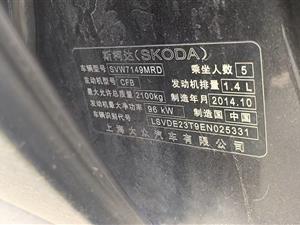 斯柯达(SKODA)
车辆型号 SVW7149MRD 乘坐人数 5
发动机型号 CFB 发动机排量 1.4 L
最大允许总质量 2100kg 制造年月 2014.10
发动机最大净功率 96 kW 制造国 中国
车辆识别代号 LSVDE23T9EN025331
上海大众汽车有限公司